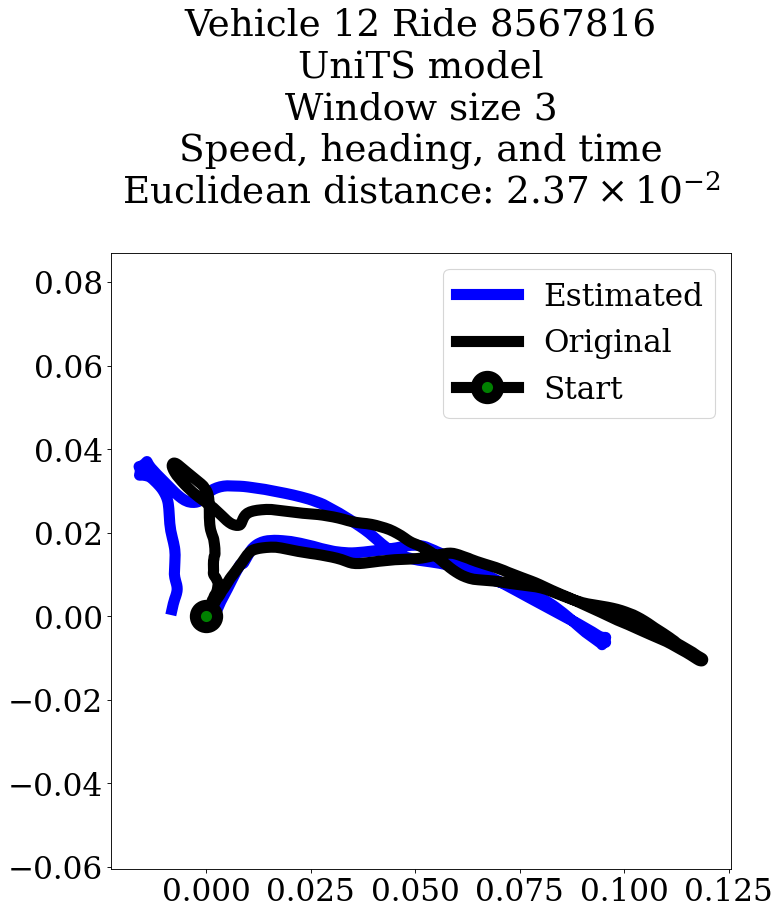 Vehicle 12 Ride 8567816
UniTS model
Window size 3
Speed, heading, and time
Euclidean distance: 2.37 × 10⁻²
Estimated
Original
Start
0.08
0.06
0.04
0.02
0.00
−0.02
−0.04
−0.06
0.000 0.025 0.050 0.075 0.100 0.125